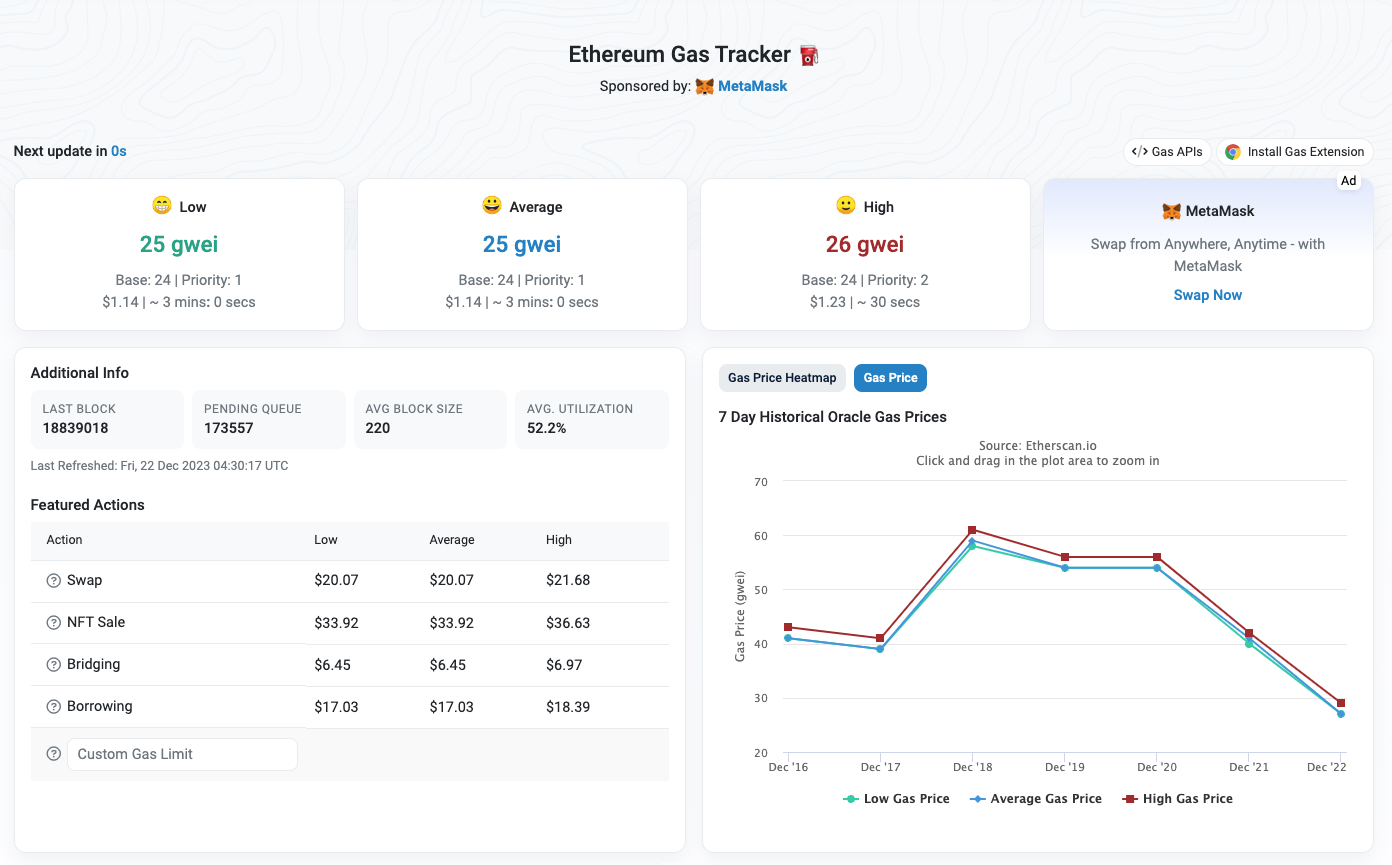 Ethereum Gas Tracker
Sponsored by: MetaMask
Next update in 0s
</> Gas APIs
Install Gas Extension
Low
25 gwei
Base: 24 | Priority: 1
$1.14 | ~ 3 mins: 0 secs
Average
25 gwei
Base: 24 | Priority: 1
$1.14 | ~ 3 mins: 0 secs
High
26 gwei
Base: 24 | Priority: 2
$1.23 | ~ 30 secs
Ad
MetaMask
Swap from Anywhere, Anytime - with
MetaMask
Swap Now
Additional Info
LAST BLOCK
18839018
PENDING QUEUE
173557
AVG BLOCK SIZE
220
AVG. UTILIZATION
52.2%
Last Refreshed: Fri, 22 Dec 2023 04:30:17 UTC
Featured Actions
Action Low Average High
Swap $20.07 $20.07 $21.68
NFT Sale $33.92 $33.92 $36.63
Bridging $6.45 $6.45 $6.97
Borrowing $17.03 $17.03 $18.39
Custom Gas Limit
Gas Price Heatmap
Gas Price
7 Day Historical Oracle Gas Prices
Source: Etherscan.io
Click and drag in the plot area to zoom in
Gas Price (gwei)
70
60
50
40
30
20
Dec '16 Dec '17 Dec '18 Dec '19 Dec '20 Dec '21 Dec '22
Low Gas Price Average Gas Price High Gas Price